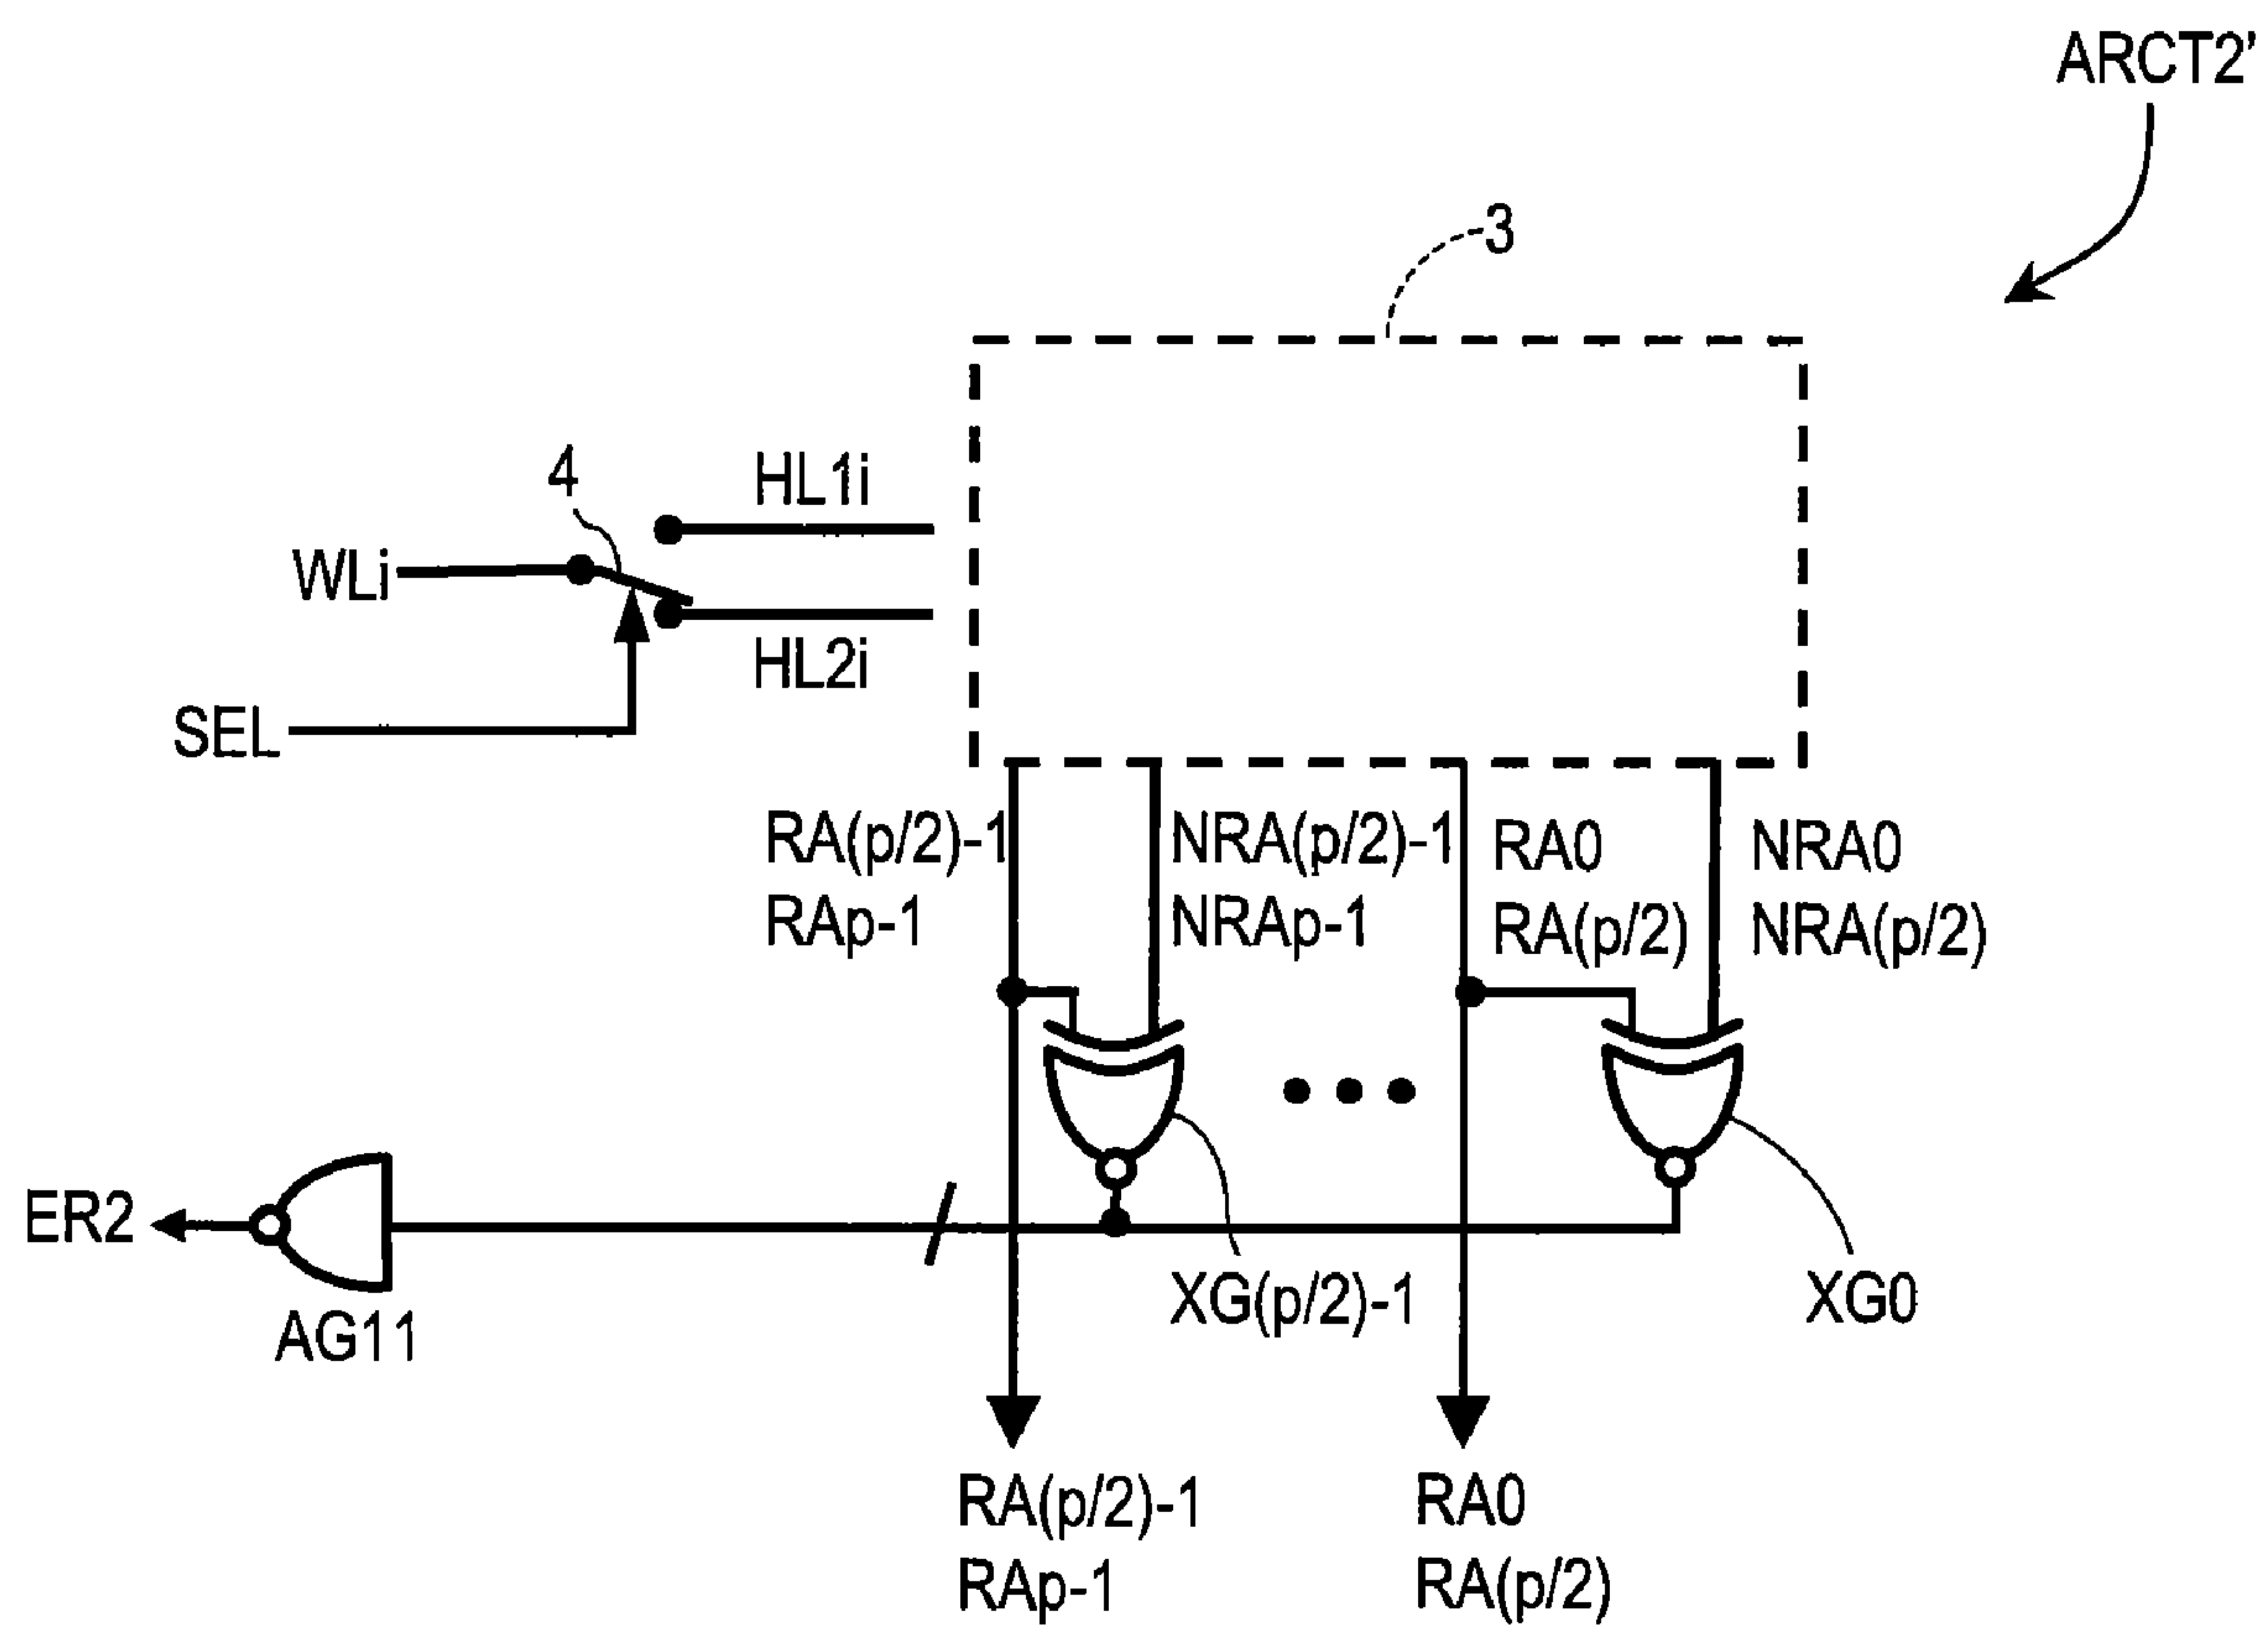 ARCT2'
3
4
HL1i
WLi
HL2i
SEL
RA(p/2)-1
RAp-1
NRA(p/2)-1
NRAp-1
RA0
RA(p/2)
NRA0
NRA(p/2)
ER2
AG11
XG(p/2)-1
XG0
RA(p/2)-1
RAp-1
RA0
RA(p/2)